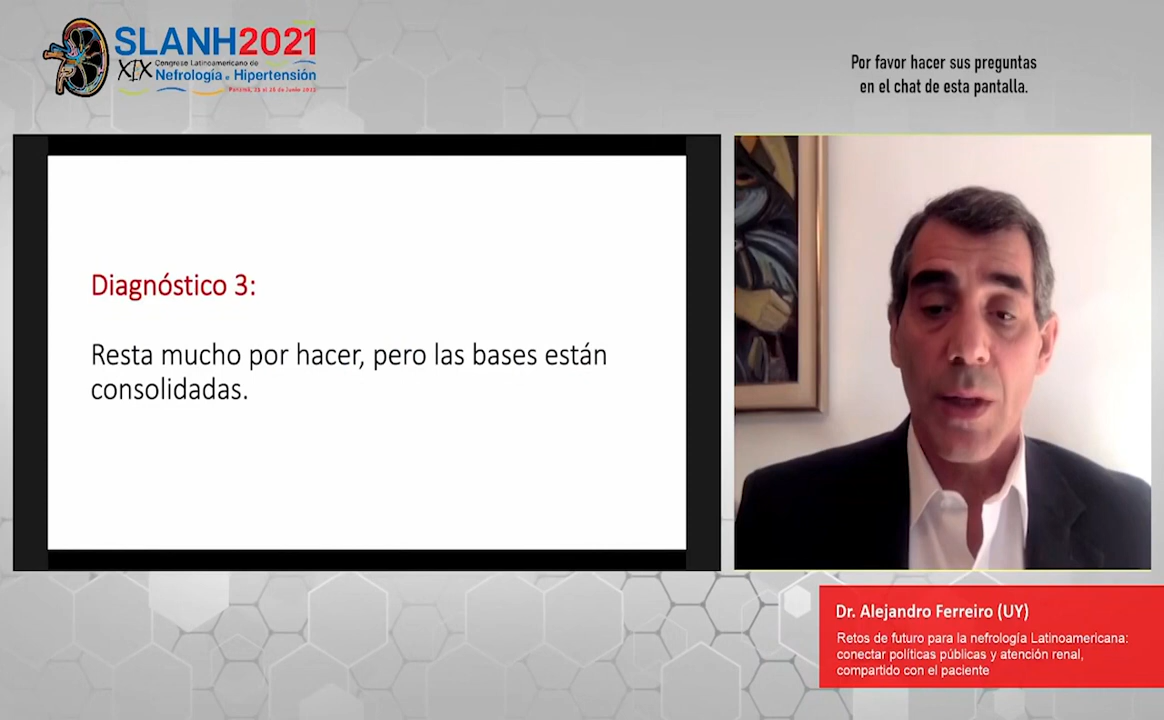 SLANH2021
XIX Congreso Latinoamericano de
Nefrología e Hipertensión
Por favor hacer sus preguntas
en el chat de esta pantalla.
Diagnóstico 3:
Resta mucho por hacer, pero las bases están
consolidadas.
Dr. Alejandro Ferreiro (UY)
Retos de futuro para la nefrología Latinoamericana:
conectar políticas públicas y atención renal,
compartido con el paciente